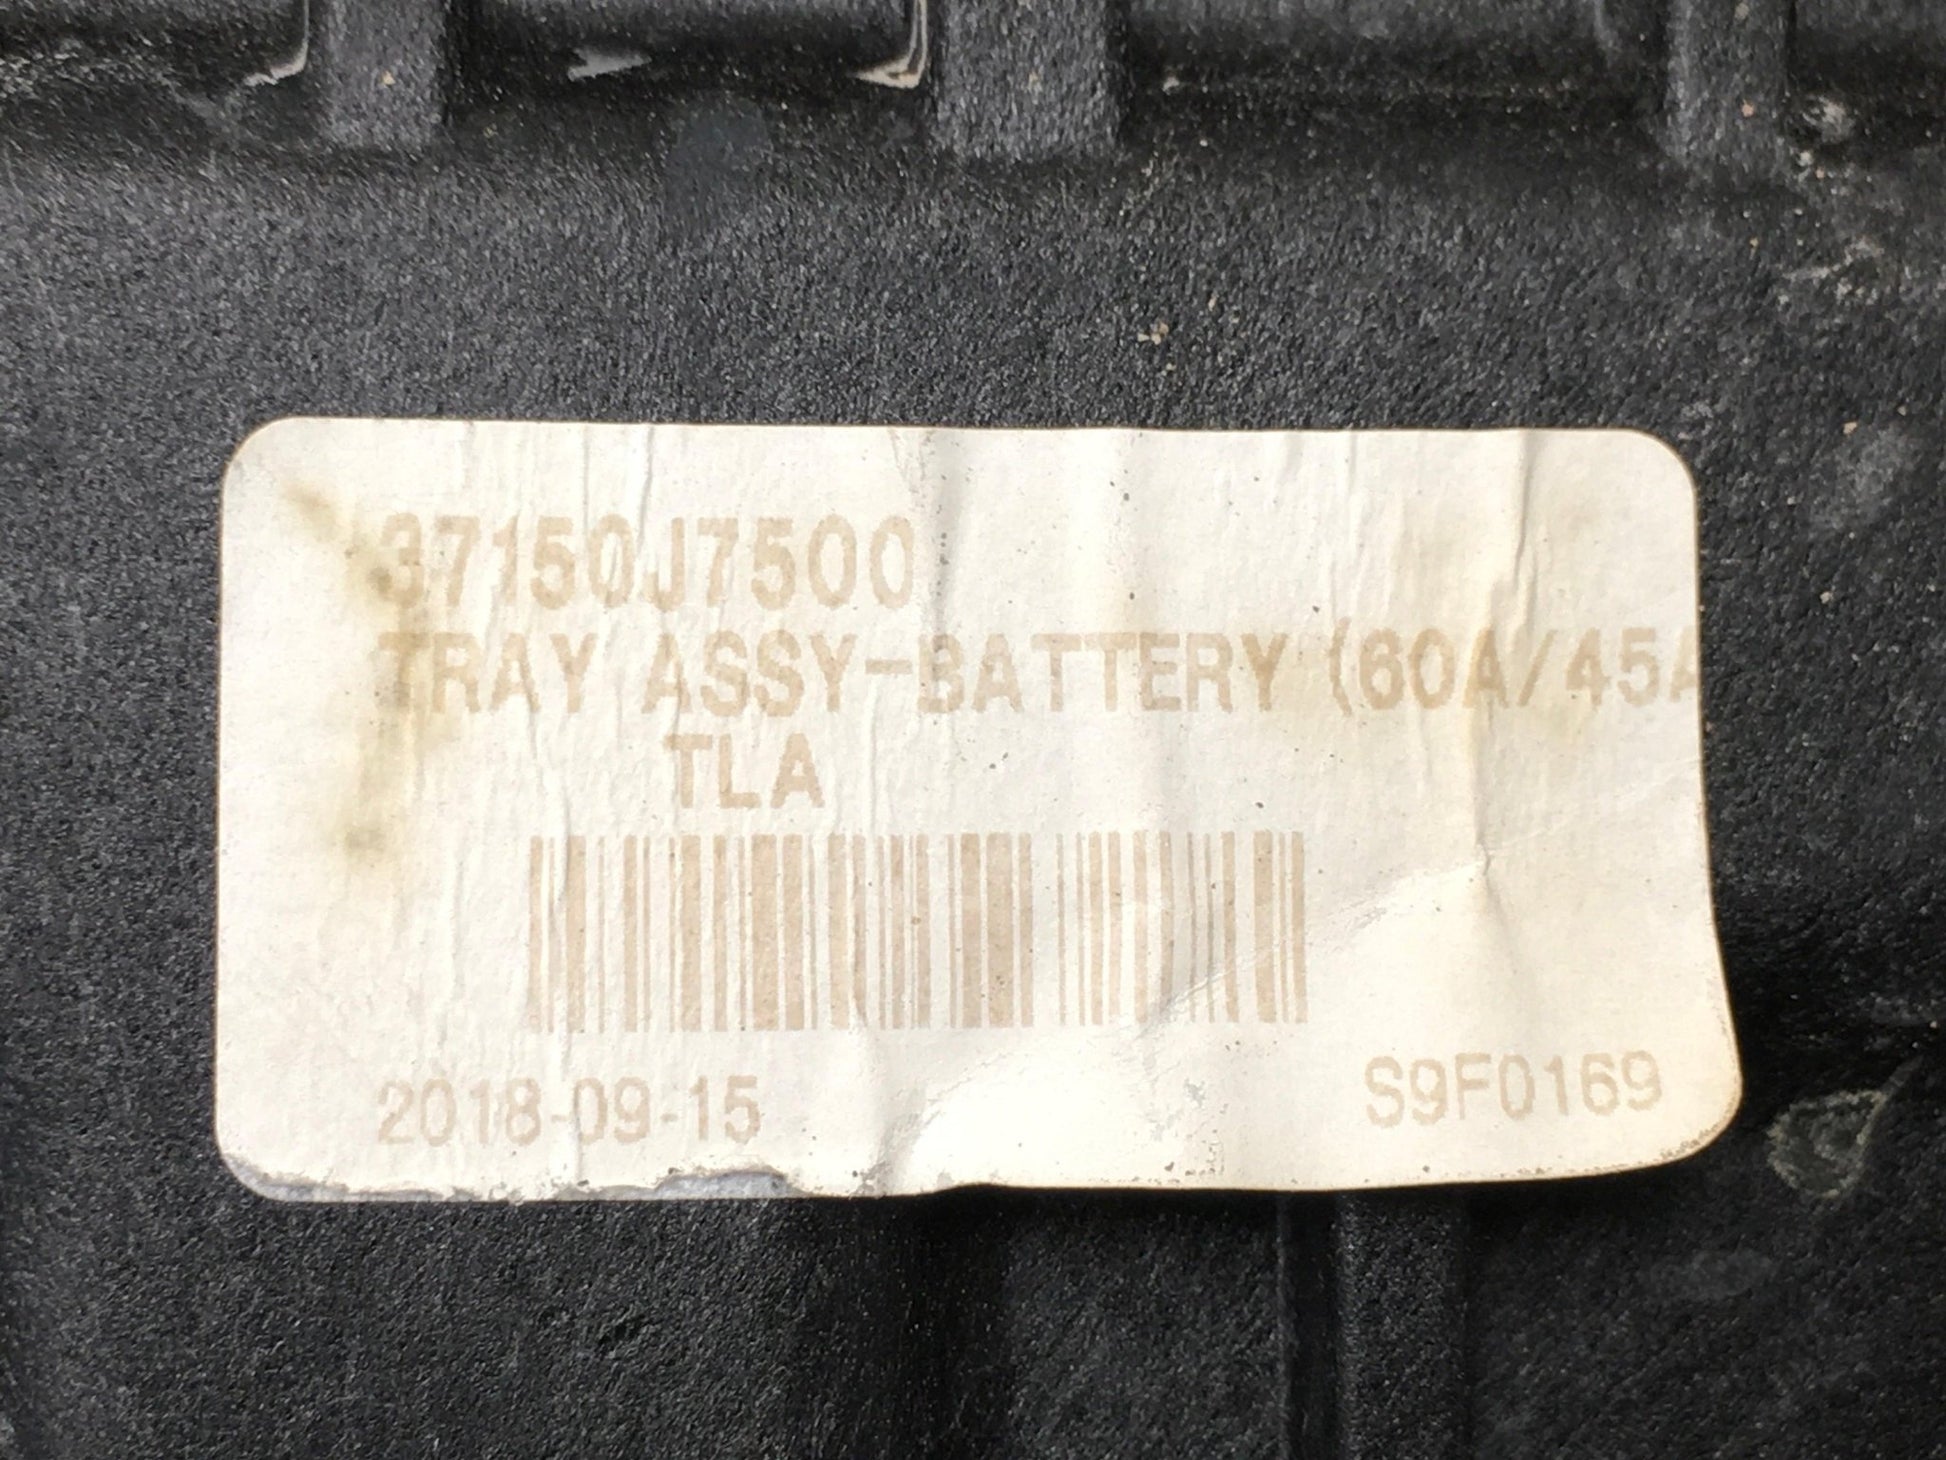 37150J7500
TRAY ASSY-BATTERY (60A/45A
TLA
2018-09-15
S9F0169